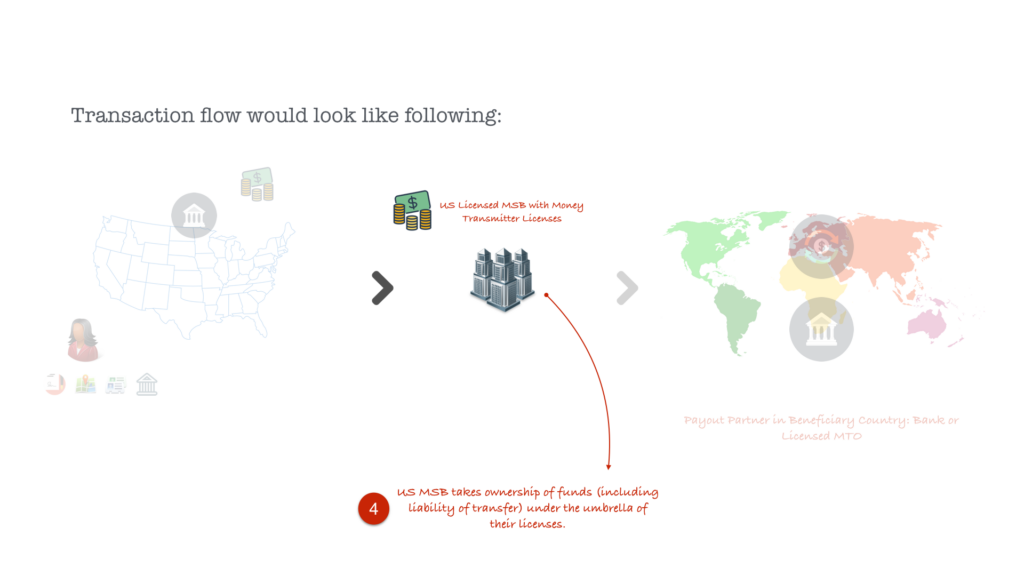 Transaction flow would look like following:
US Licensed MSB with Money
Transmitter Licenses
Payout Partner in Beneficiary Country: Bank or
Licensed MTO
4
US MSB takes ownership of funds (including
liability of transfer) under the umbrella of
their licenses.